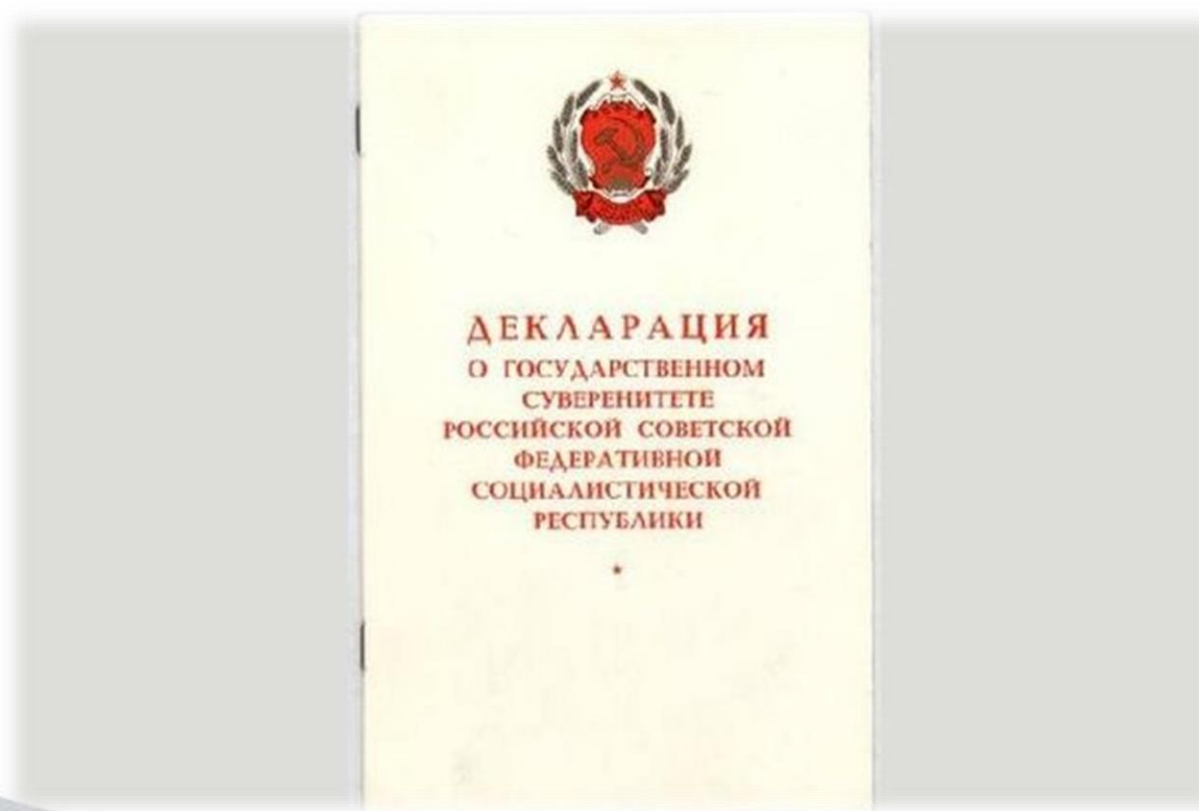 ДЕКЛАРАЦИЯ
О ГОСУДАРСТВЕННОМ
СУВЕРЕНИТЕТЕ
РОССИЙСКОЙ СОВЕТСКОЙ
ФЕДЕРАТИВНОЙ
СОЦИАЛИСТИЧЕСКОЙ
РЕСПУБЛИКИ